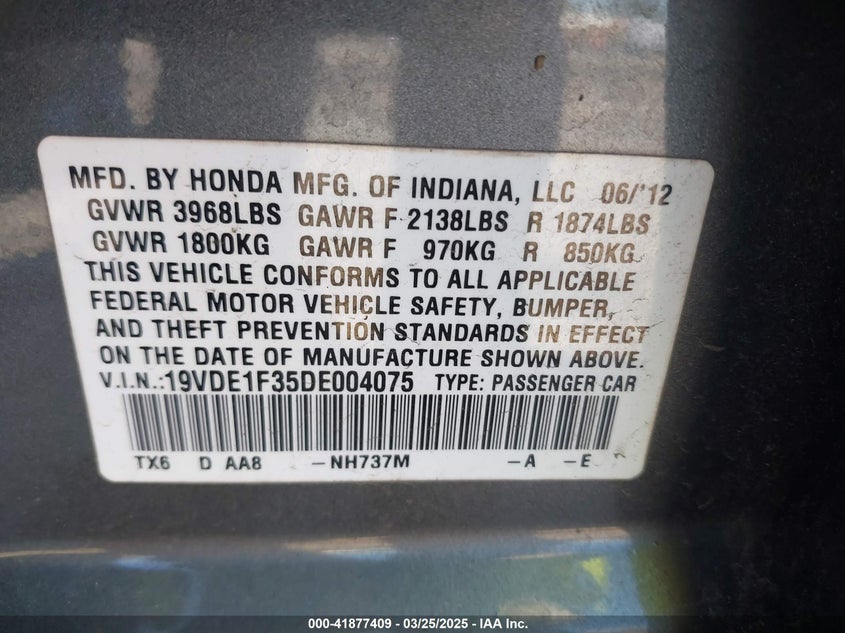 MFD. BY HONDA MFG. OF INDIANA, LLC 06/'12
GVWR 3968LBS GAWR F 2138LBS R 1874LBS
GVWR 1800KG GAWR F 970KG R 850KG
THIS VEHICLE CONFORMS TO ALL APPLICABLE
FEDERAL MOTOR VEHICLE SAFETY, BUMPER,
AND THEFT PREVENTION STANDARDS IN EFFECT
ON THE DATE OF MANUFACTURE SHOWN ABOVE.
V.I.N.:19VDE1F35DE004075 TYPE: PASSENGER CAR
TX6 D AA8 -NH737M -A -E
000-41877409 - 03/25/2025 - IAA Inc.